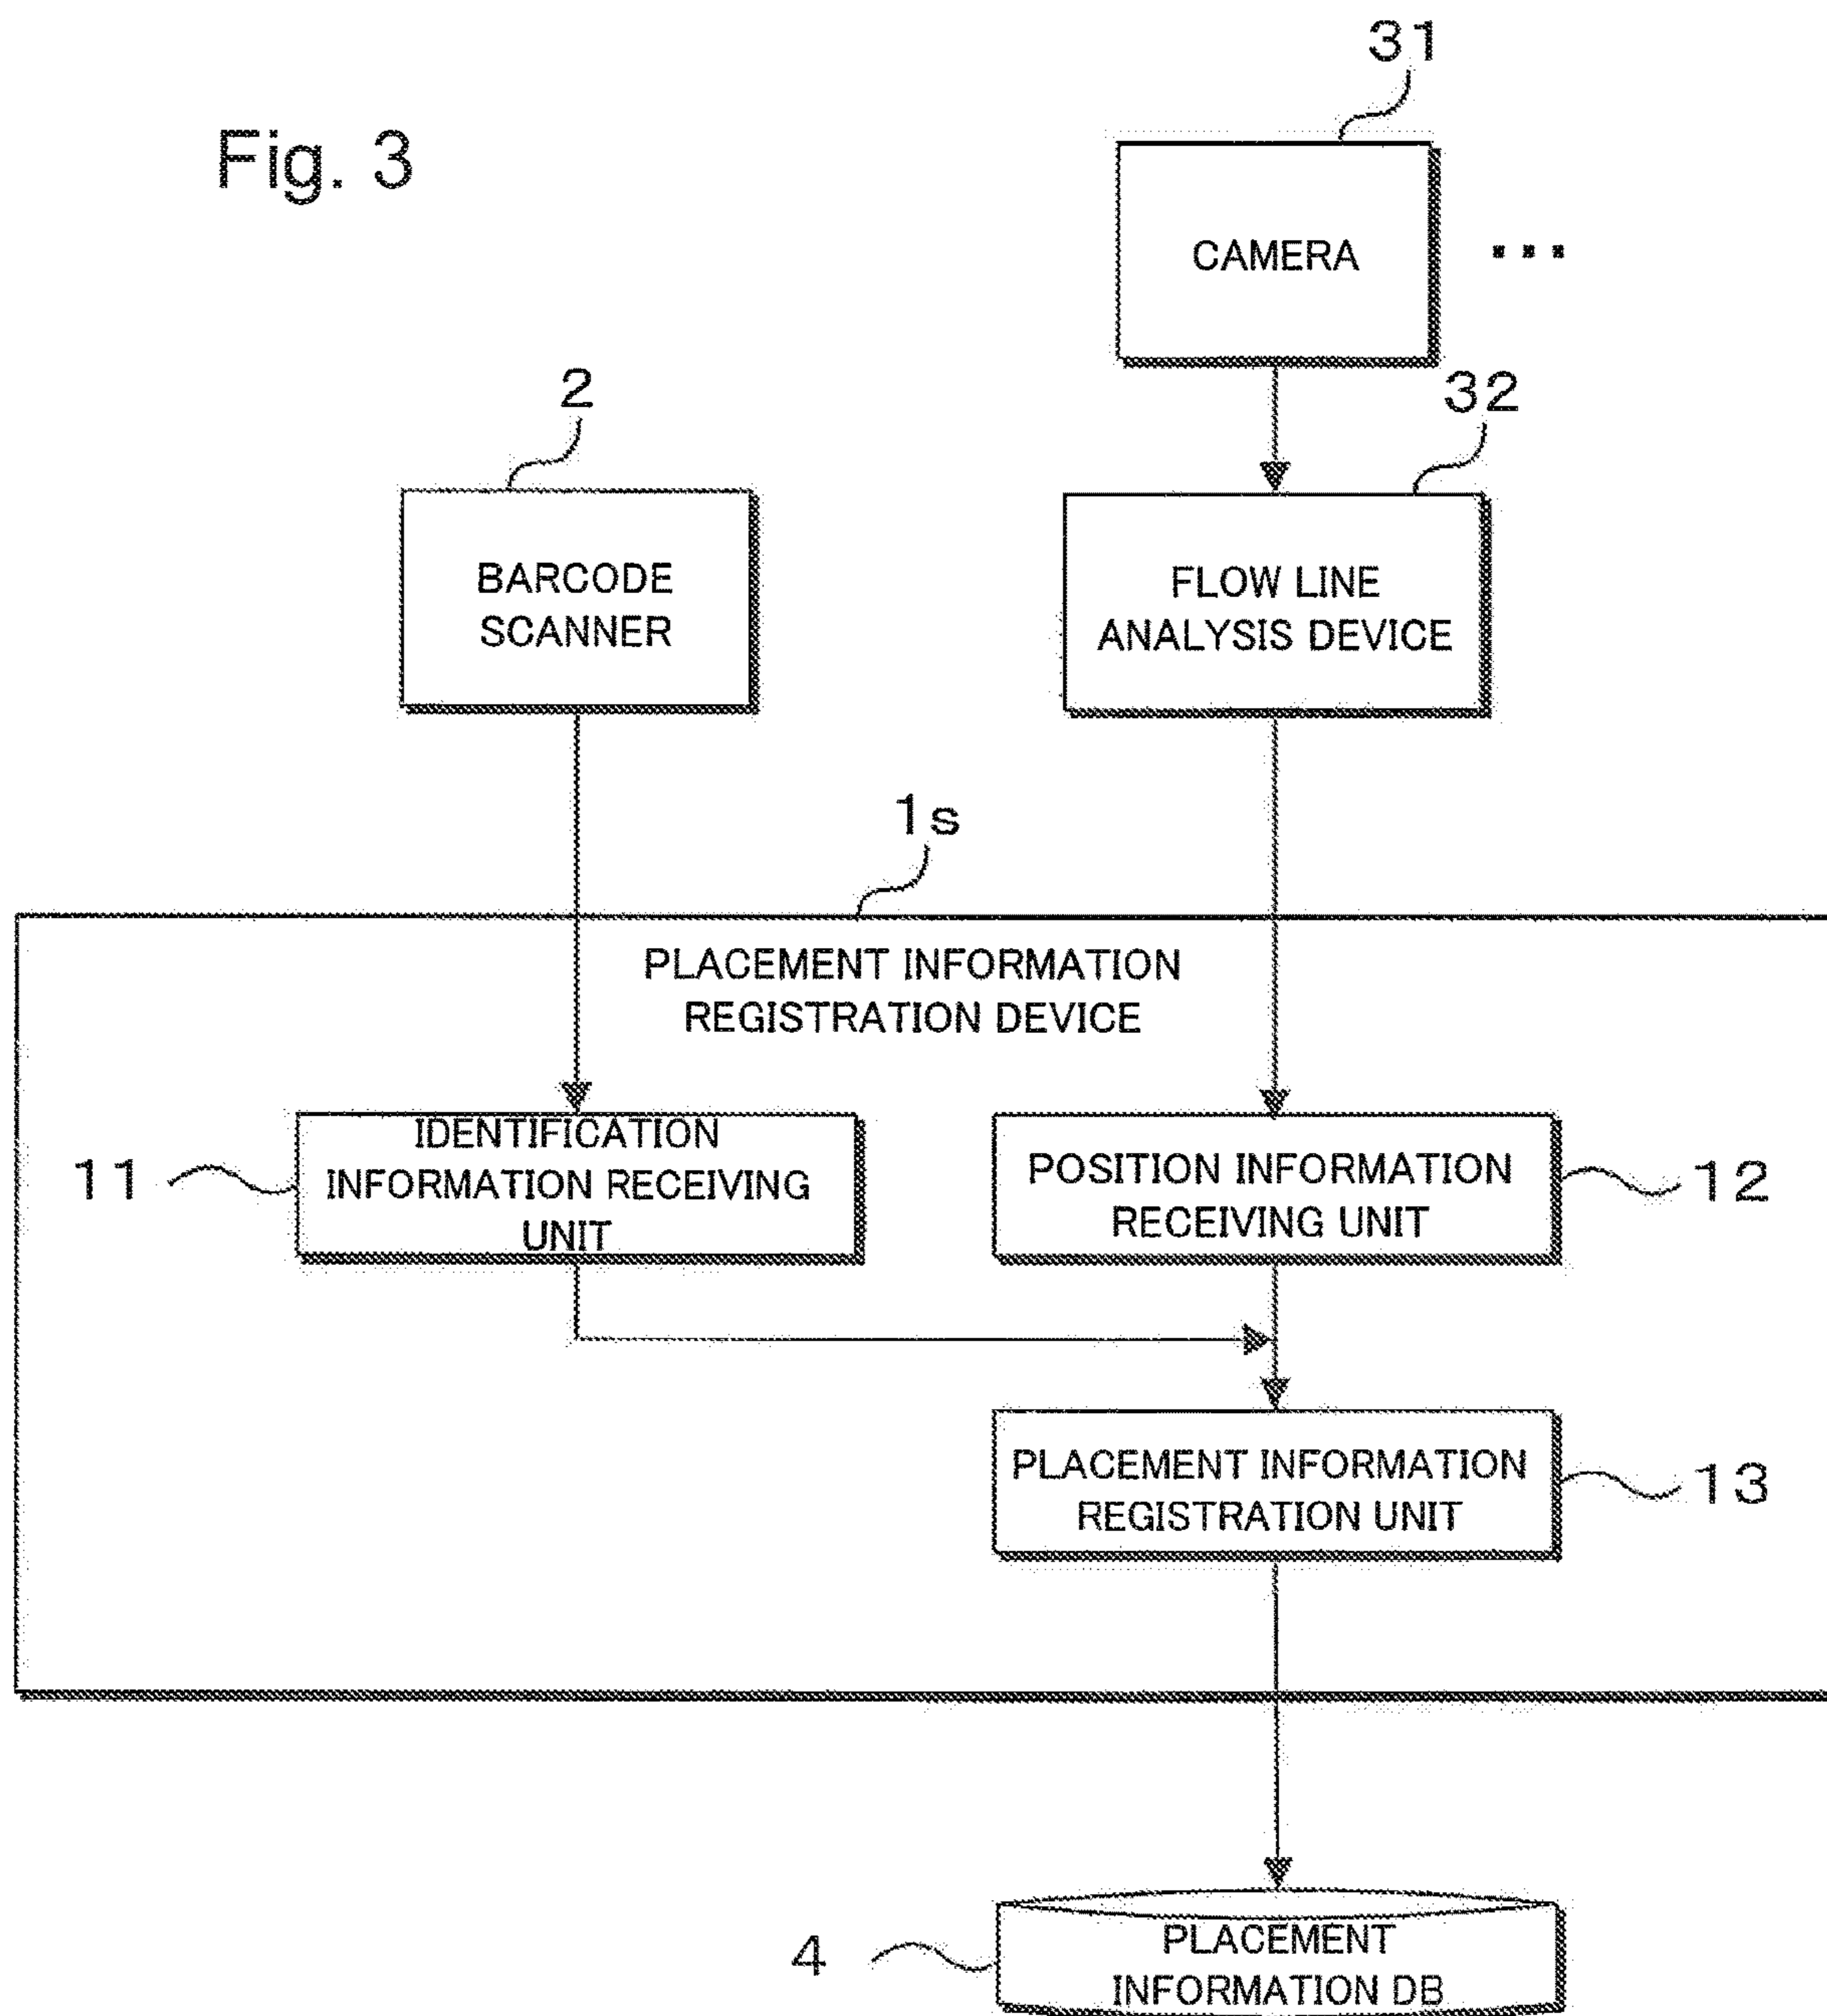 Fig. 3
31
CAMERA
...
2
32
BARCODE
SCANNER
FLOW LINE
ANALYSIS DEVICE
1s
PLACEMENT INFORMATION
REGISTRATION DEVICE
11
IDENTIFICATION
INFORMATION RECEIVING
UNIT
POSITION INFORMATION
RECEIVING UNIT
12
PLACEMENT INFORMATION
REGISTRATION UNIT
13
4
PLACEMENT
INFORMATION DB